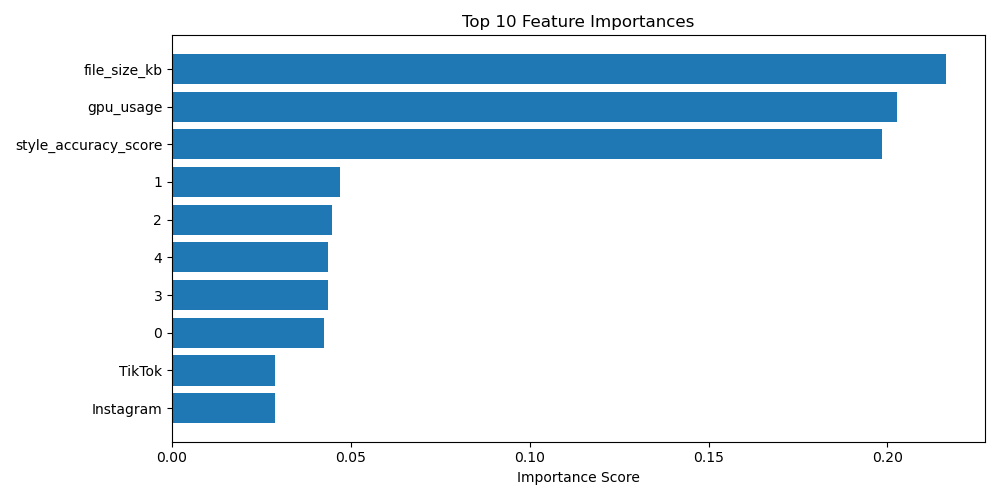 Top 10 Feature Importances
file_size_kb
gpu_usage
style_accuracy_score
1
2
4
3
0
TikTok
Instagram
0.00 0.05 0.10 0.15 0.20
Importance Score